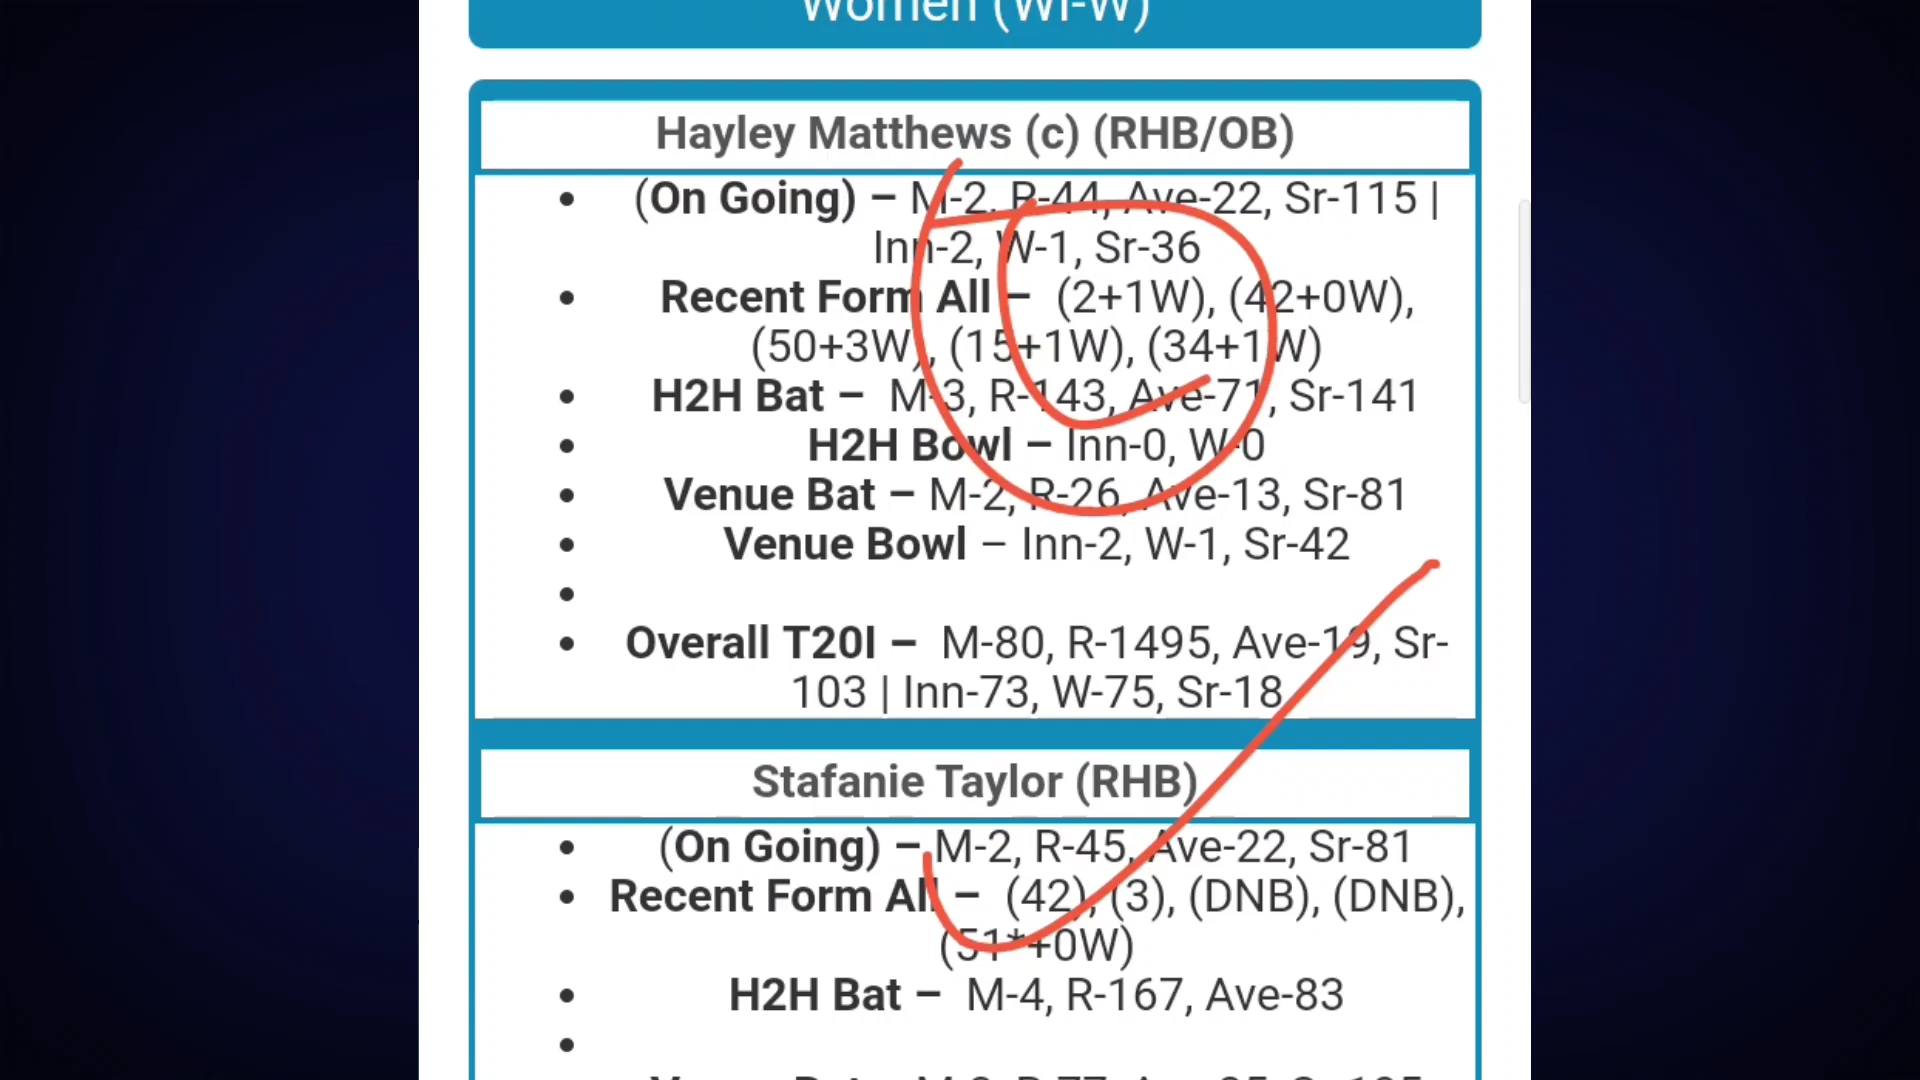 Women (WI-W)
Hayley Matthews (c) (RHB/OB)
(On Going) – M-2, R-44, Ave-22, Sr-115 |
Inn-2, W-1, Sr-36
Recent Form All – (2+1W), (42+0W),
(50+3W), (15+1W), (34+1W)
H2H Bat – M-3, R-143, Ave-71, Sr-141
H2H Bowl – Inn-0, W-0
Venue Bat – M-2, R-26, Ave-13, Sr-81
Venue Bowl – Inn-2, W-1, Sr-42
Overall T20I – M-80, R-1495, Ave-19, Sr-
103 | Inn-73, W-75, Sr-18
Stafanie Taylor (RHB)
(On Going) – M-2, R-45, Ave-22, Sr-81
Recent Form All – (42), (3), (DNB), (DNB),
(51*+0W)
H2H Bat – M-4, R-167, Ave-83